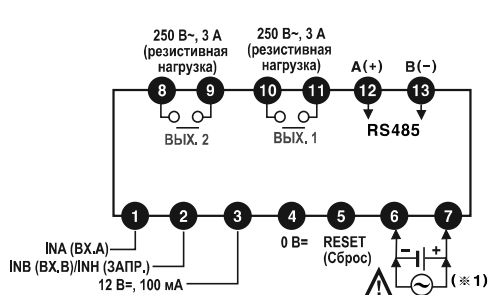 250 В~, 3 А
(резистивная
нагрузка)
250 В~, 3 А
(резистивная
нагрузка)
A(+)
B(−)
8
9
10
11
12
13
ВЫХ. 2
ВЫХ. 1
RS485
1
2
3
4
5
6
7
INA (ВХ.А)
INB (ВХ.В)/INH (ЗАПР.)
12 В=, 100 мА
0 В=
RESET
(Сброс)
− +
(※1)